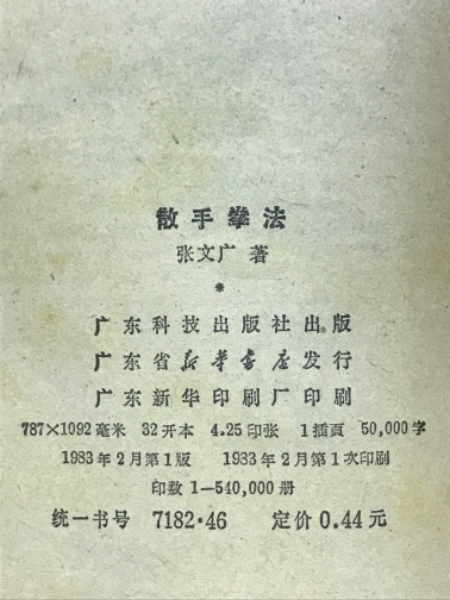 散手拳法
张文广 著
*
广东科技出版社出版
广东省新华书店发行
广东新华印刷厂印刷
787×1092毫米 32开本 4.25印张 1插頁 50,000字
1983年2月第1版 1933年2月第1次印刷
印数 1—540,000册
统一书号 7182·46 定价 0.44元